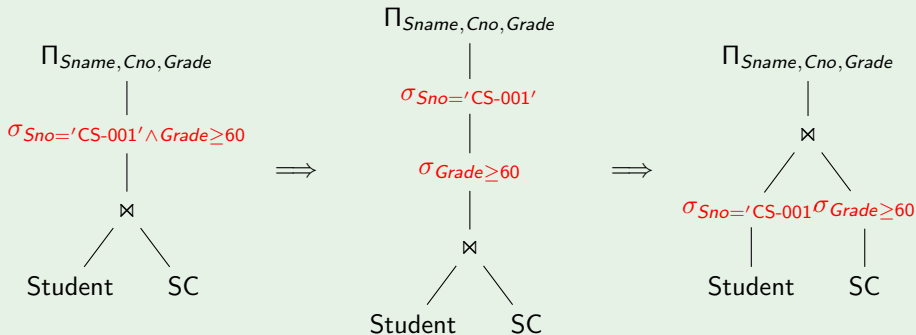 Π_{Sname,Cno,Grade}
σ_{Sno='CS-001'∧Grade≥60}
⋈
Student SC
⟹
Π_{Sname,Cno,Grade}
σ_{Sno='CS-001'}
σ_{Grade≥60}
⋈
Student SC
⟹
Π_{Sname,Cno,Grade}
⋈
σ_{Sno='CS-001} σ_{Grade≥60}
Student SC